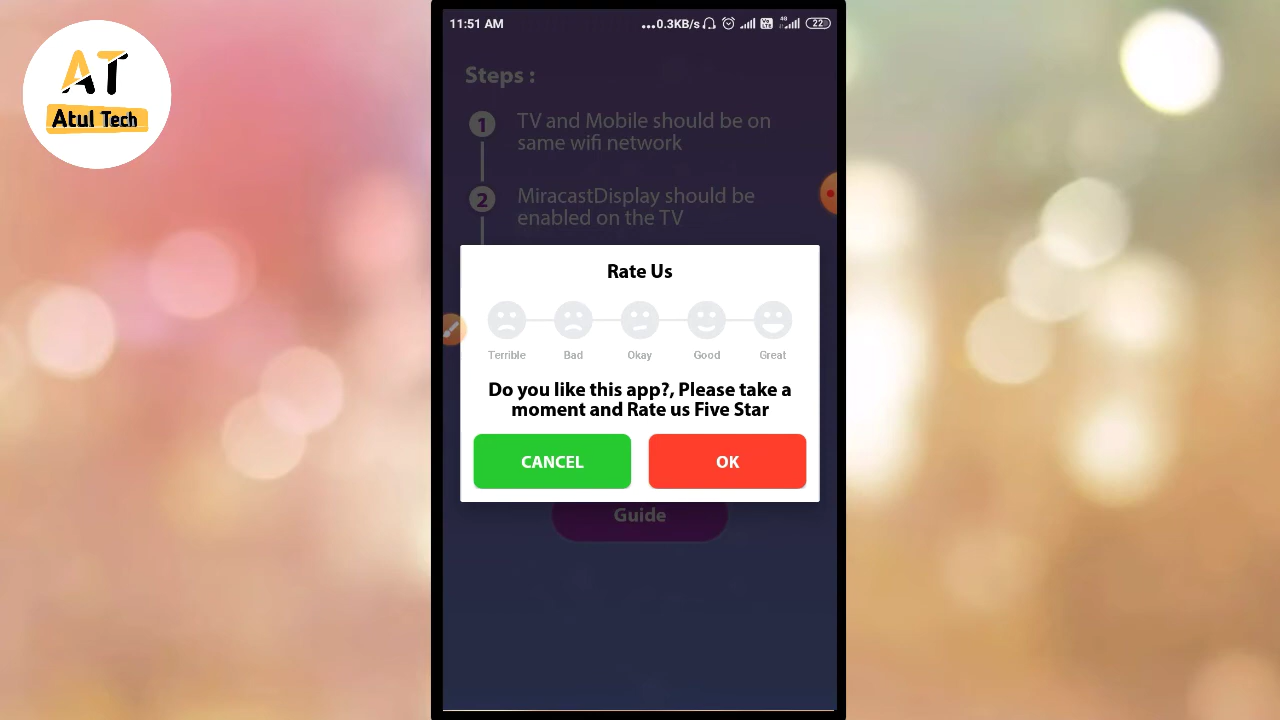 AT
Atul Tech
11:51 AM
...0.3KB/s
4G
22
Steps :
1
TV and Mobile should be on
same wifi network
2
MiracastDisplay should be
enabled on the TV
Rate Us
Terrible
Bad
Okay
Good
Great
Do you like this app?, Please take a
moment and Rate us Five Star
CANCEL
OK
Guide